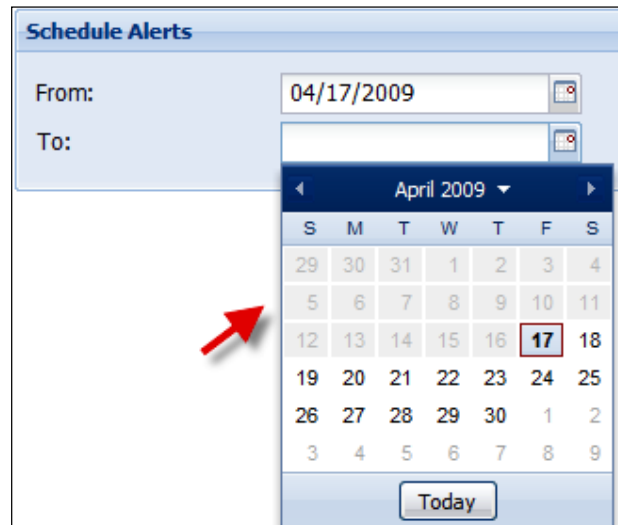 Schedule Alerts
From: 04/17/2009
To:
April 2009
S M T W T F S
29 30 31 1 2 3 4
5 6 7 8 9 10 11
12 13 14 15 16 17 18
19 20 21 22 23 24 25
26 27 28 29 30 1 2
3 4 5 6 7 8 9
Today